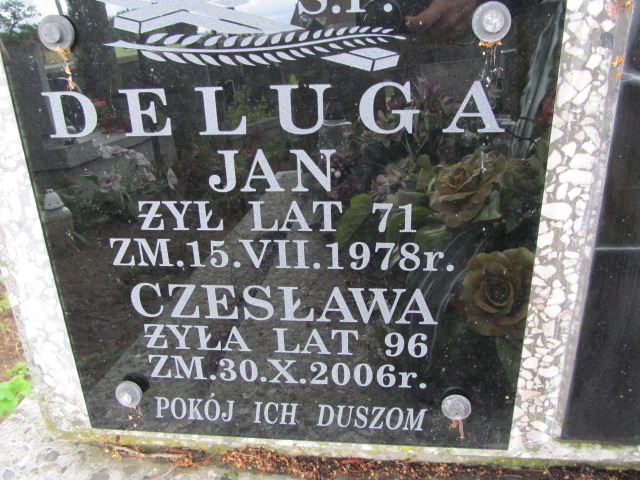 Ś.P.
DELUGA
JAN
ŻYŁ LAT 71
ZM.15.VII.1978r.
CZESŁAWA
ŻYŁA LAT 96
ZM.30.X.2006r.
POKÓJ ICH DUSZOM